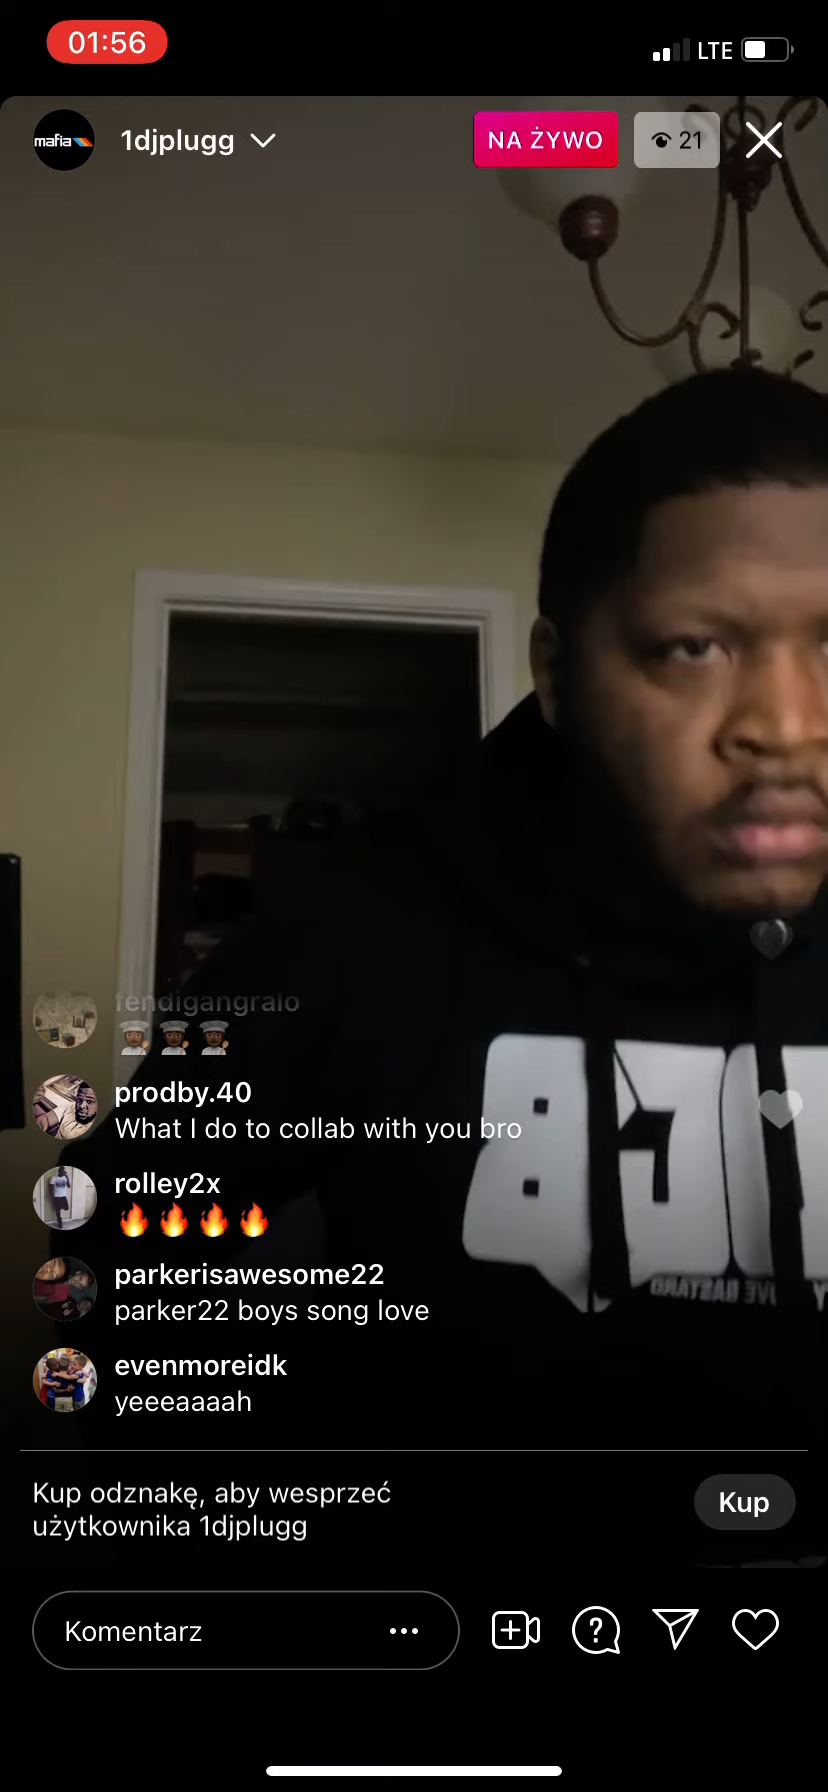 01:56
LTE
mafia
1djplugg
NA ŻYWO
21
fendigangralo
prodby.40
What I do to collab with you bro
rolley2x
parkerisawesome22
parker22 boys song love
evenmoreidk
yeeeaaaah
Kup odznakę, aby wesprzeć
użytkownika 1djplugg
Kup
Komentarz